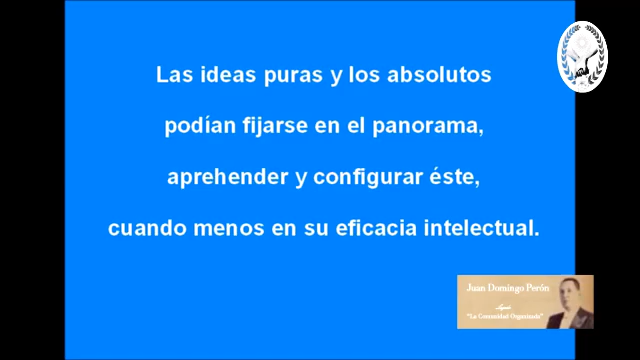 Las ideas puras y los absolutos
podían fijarse en el panorama,
aprehender y configurar éste,
cuando menos en su eficacia intelectual.
Juan Domingo Perón
Legado
"La Comunidad Organizada"